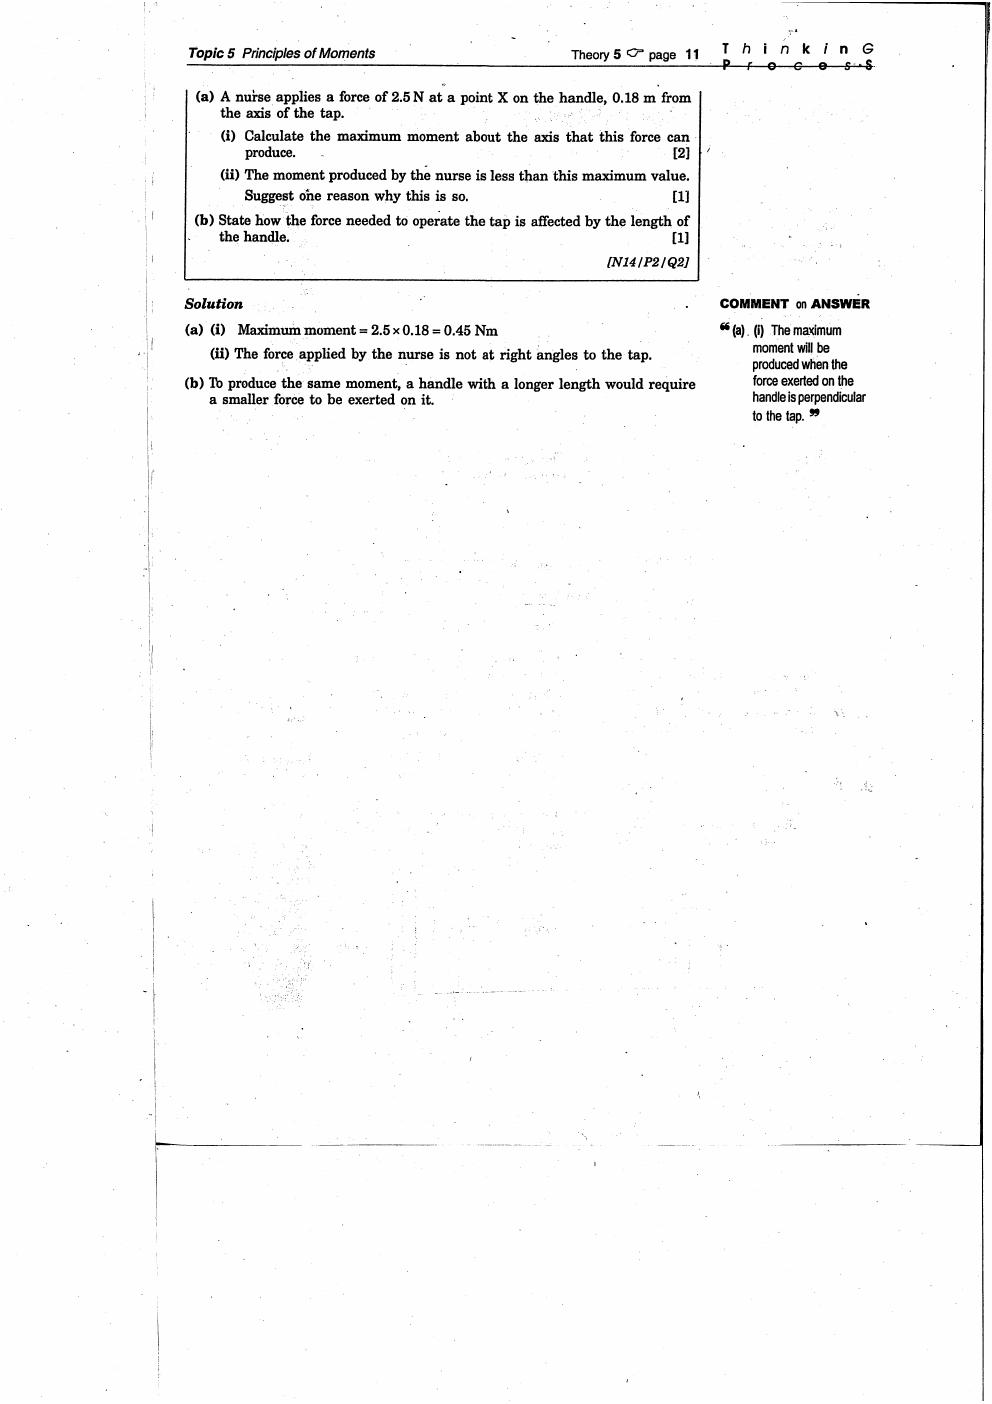 Topic 5 Principles of Moments
Theory 5 ☞ page 11
T h i n k i n G
P r o c e s s
(a) A nurse applies a force of 2.5 N at a point X on the handle, 0.18 m from
the axis of the tap.
(i) Calculate the maximum moment about the axis that this force can
produce. [2]
(ii) The moment produced by the nurse is less than this maximum value.
Suggest one reason why this is so. [1]
(b) State how the force needed to operate the tap is affected by the length of
the handle. [1]
[N14/P2/Q2]
Solution
(a) (i) Maximum moment = 2.5 × 0.18 = 0.45 Nm
(ii) The force applied by the nurse is not at right angles to the tap.
(b) To produce the same moment, a handle with a longer length would require
a smaller force to be exerted on it.
COMMENT on ANSWER
❝ (a) (i) The maximum
moment will be
produced when the
force exerted on the
handle is perpendicular
to the tap. ❞